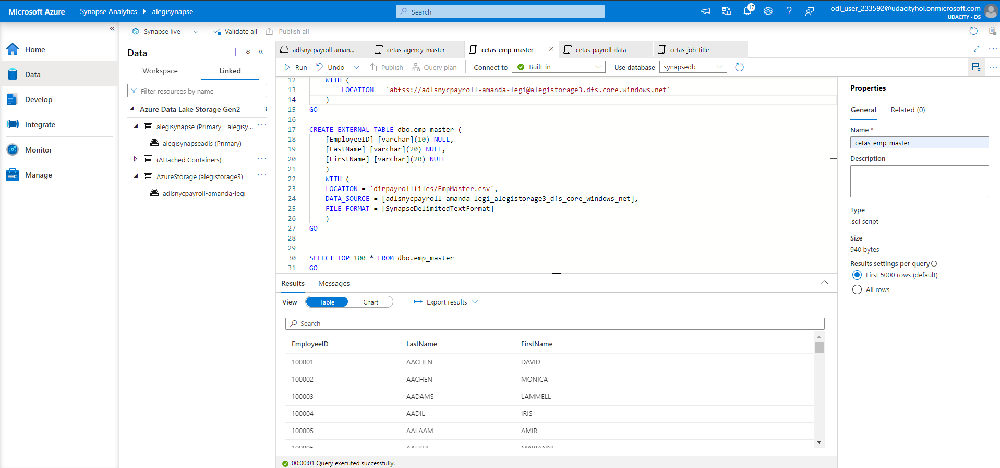 Microsoft Azure
Synapse Analytics
alegisynapse
Search
17
odl_user_233592@udacityhol.onmicrosoft.com
UDACITY - DS
«
Home
Data
Develop
Integrate
Monitor
Manage
Synapse live
Validate all
Publish all
Data
Workspace
Linked
Filter resources by name
Azure Data Lake Storage Gen2
3
alegisynapse (Primary - alegisy...
...
alegisynapseadls (Primary)
(Attached Containers)
...
AzureStorage (alegistorage3)
...
adlsnycpayroll-amanda-legi
adlsnycpayroll-aman...
cetas_agency_master
cetas_emp_master
cetas_payroll_data
cetas_job_title
Run
Undo
Publish
Query plan
Connect to
Built-in
Use database
synapsedb
12 WITH (
13 LOCATION = 'abfss://adlsnycpayroll-amanda-legi@alegistorage3.dfs.core.windows.net'
14 )
15 GO
16
17 CREATE EXTERNAL TABLE dbo.emp_master (
18 [EmployeeID] [varchar](10) NULL,
19 [LastName] [varchar](20) NULL,
20 [FirstName] [varchar](20) NULL
21 )
22 WITH (
23 LOCATION = 'dirpayrollfiles/EmpMaster.csv',
24 DATA_SOURCE = [adlsnycpayroll-amanda-legi_alegistorage3_dfs_core_windows_net],
25 FILE_FORMAT = [SynapseDelimitedTextFormat]
26 )
27 GO
28
29
30 SELECT TOP 100 * FROM dbo.emp_master
31 GO
Results
Messages
View
Table
Chart
Export results
Search
EmployeeID LastName FirstName
100001 AACHEN DAVID
100002 AACHEN MONICA
100003 AADAMS LAMMELL
100004 AADIL IRIS
100005 AALAAM AMIR
100006 MARIANNE
00:00:01 Query executed successfully.
Properties
General
Related (0)
Name *
cetas_emp_master
Description
Type
.sql script
Size
940 bytes
Results settings per query
First 5000 rows (default)
All rows